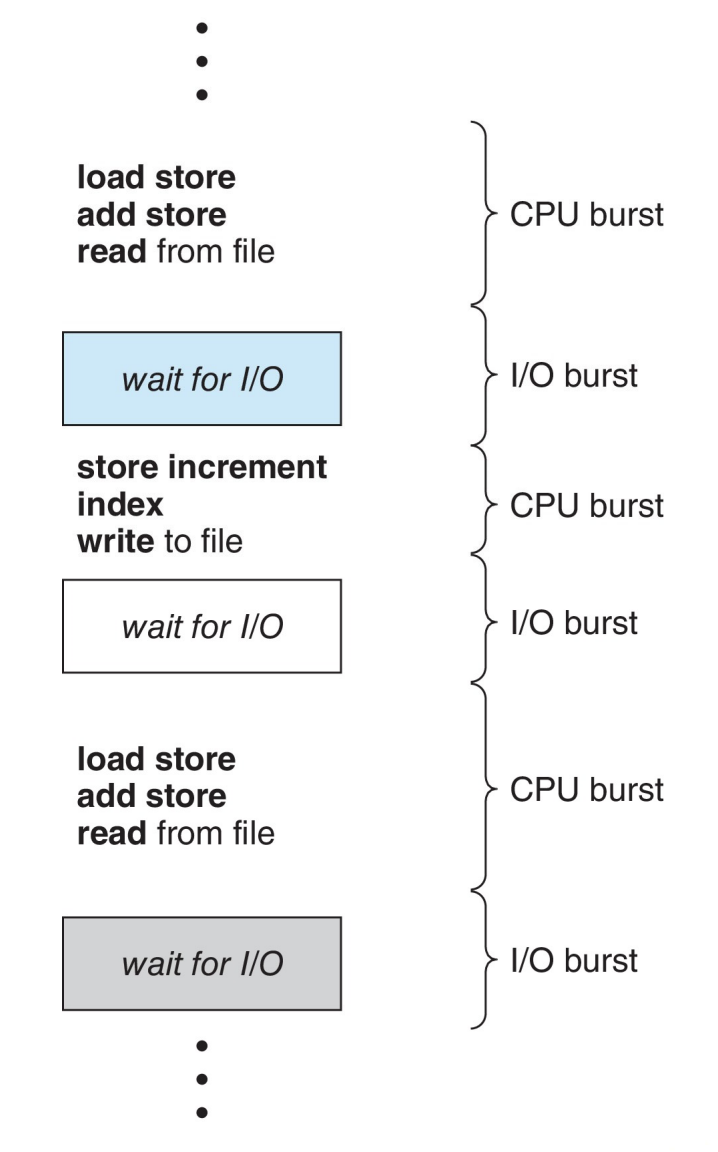 load store
add store
read from file
CPU burst
wait for I/O
I/O burst
store increment
index
write to file
CPU burst
wait for I/O
I/O burst
load store
add store
read from file
CPU burst
wait for I/O
I/O burst